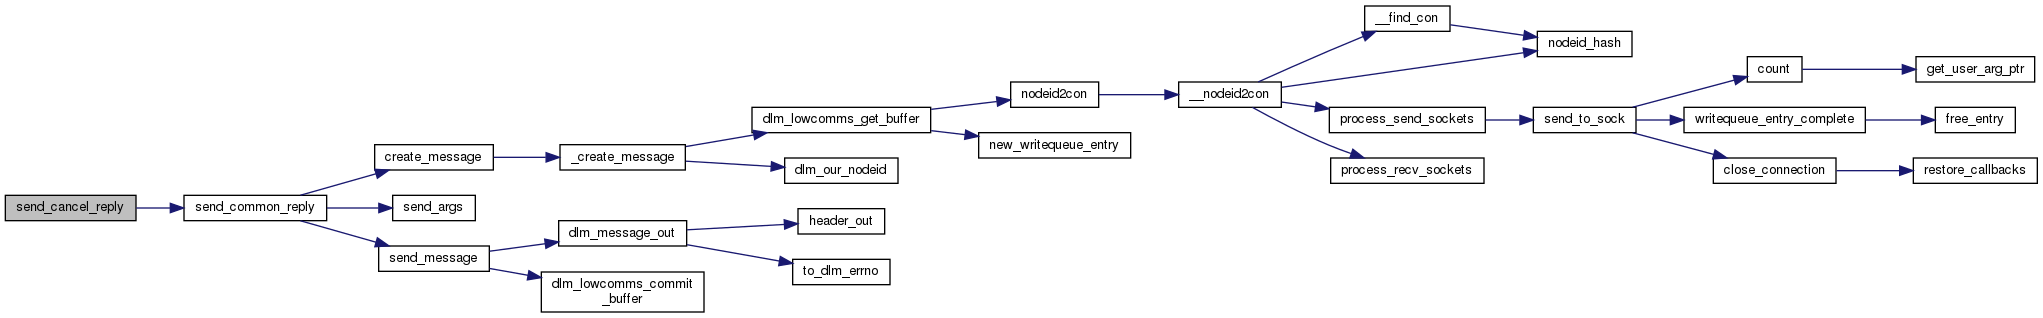 send_cancel_reply
send_common_reply
create_message
send_args
send_message
_create_message
dlm_message_out
dlm_lowcomms_commit
_buffer
dlm_lowcomms_get_buffer
dlm_our_nodeid
header_out
to_dlm_errno
nodeid2con
new_writequeue_entry
__nodeid2con
__find_con
process_send_sockets
process_recv_sockets
nodeid_hash
send_to_sock
count
writequeue_entry_complete
close_connection
get_user_arg_ptr
free_entry
restore_callbacks